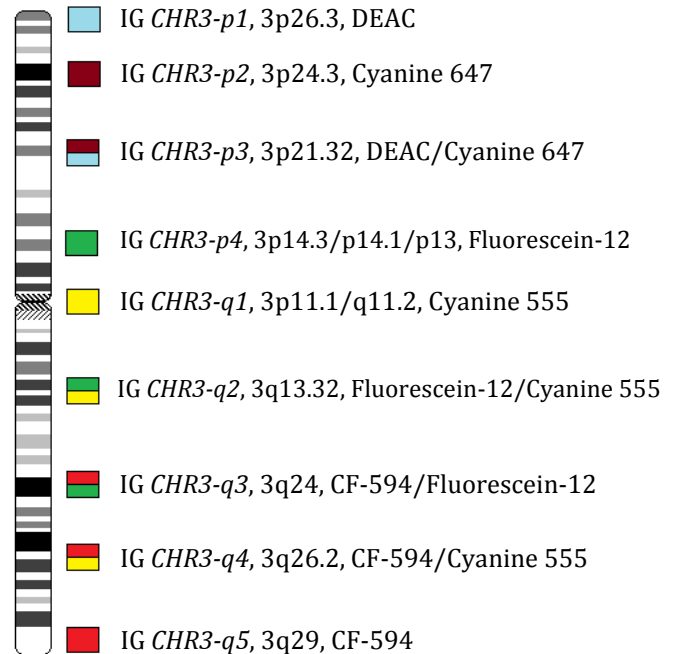 IG CHR3-p1, 3p26.3, DEAC
IG CHR3-p2, 3p24.3, Cyanine 647
IG CHR3-p3, 3p21.32, DEAC/Cyanine 647
IG CHR3-p4, 3p14.3/p14.1/p13, Fluorescein-12
IG CHR3-q1, 3p11.1/q11.2, Cyanine 555
IG CHR3-q2, 3q13.32, Fluorescein-12/Cyanine 555
IG CHR3-q3, 3q24, CF-594/Fluorescein-12
IG CHR3-q4, 3q26.2, CF-594/Cyanine 555
IG CHR3-q5, 3q29, CF-594